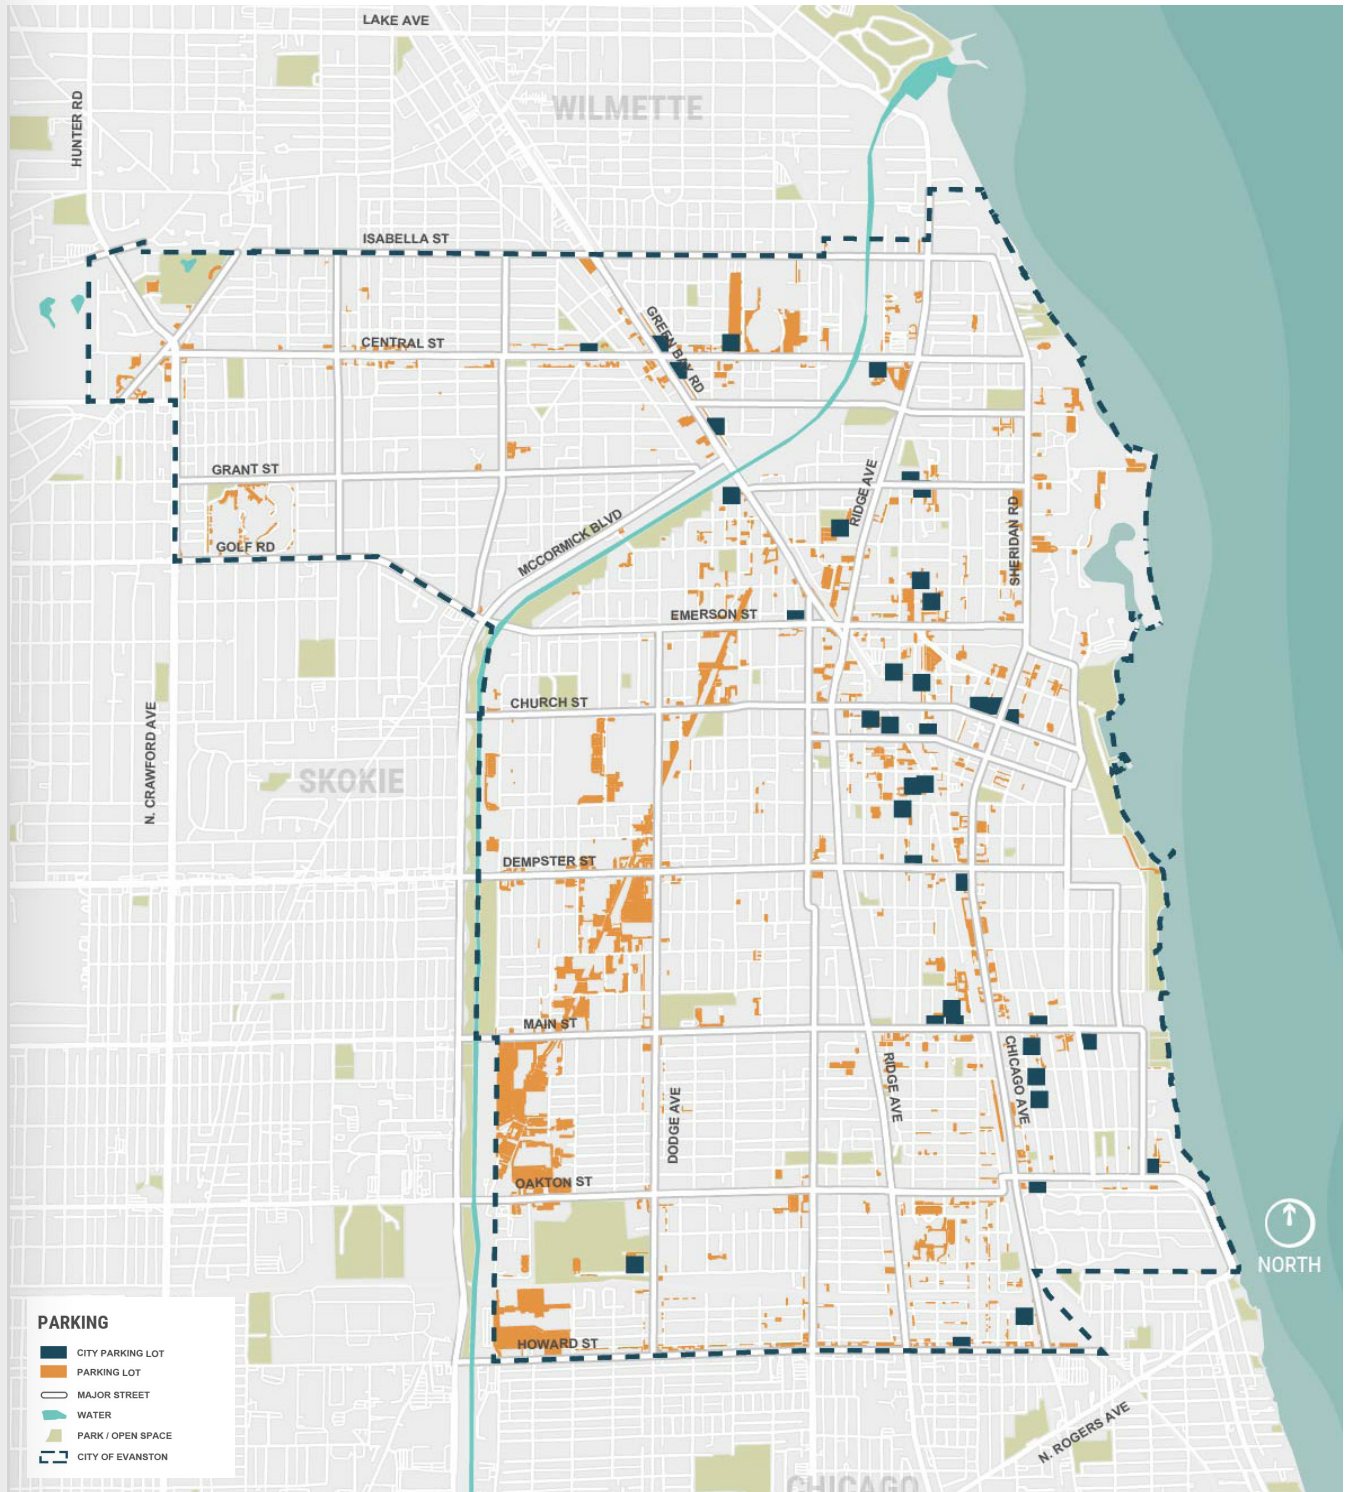 LAKE AVE
HUNTER RD
WILMETTE
ISABELLA ST
GREEN BAY RD
CENTRAL ST
GRANT ST
RIDGE AVE
SHERIDAN RD
GOLF RD
MCCORMICK BLVD
EMERSON ST
CHURCH ST
N. CRAWFORD AVE
SKOKIE
DEMPSTER ST
MAIN ST
DODGE AVE
RIDGE AVE
CHICAGO AVE
OAKTON ST
NORTH
HOWARD ST
N. ROGERS AVE
CHICAGO
PARKING
CITY PARKING LOT
PARKING LOT
MAJOR STREET
WATER
PARK / OPEN SPACE
CITY OF EVANSTON